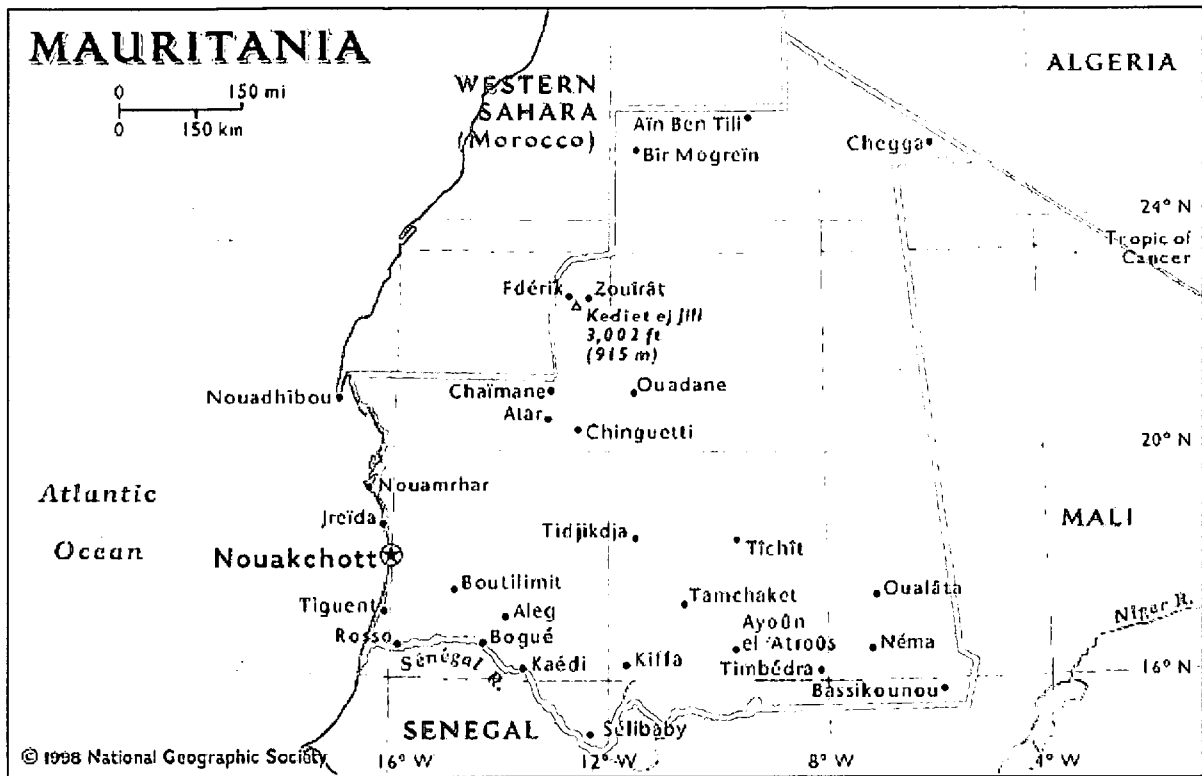 MAURITANIA
0 150 mi
0 150 km
WESTERN
SAHARA
(Morocco)
ALGERIA
Aïn Ben Tili
Bîr Mogreïn
Chegga
24° N
Tropic of
Cancer
Fdérik
Zouîrât
Kediet ej Jill
3,002 ft
(915 m)
Nouadhibou
Chaïmane
Ouadane
Atar
Chinguetti
20° N
Atlantic
Ocean
Nouamrhar
Jreïda
Nouakchott
Tidjikdja
Tîchît
MALI
Boutilimit
Tamchaket
Oualâta
Tiguent
Aleg
Ayoûn
el 'Atroûs
Niger R.
Rosso
Bogué
Néma
Sénégal R.
Kaédi
Kiffa
Timbédra
16° N
Bassikounou
SENEGAL
Sélibaby
© 1998 National Geographic Society
16° W
12° W
8° W
4° W